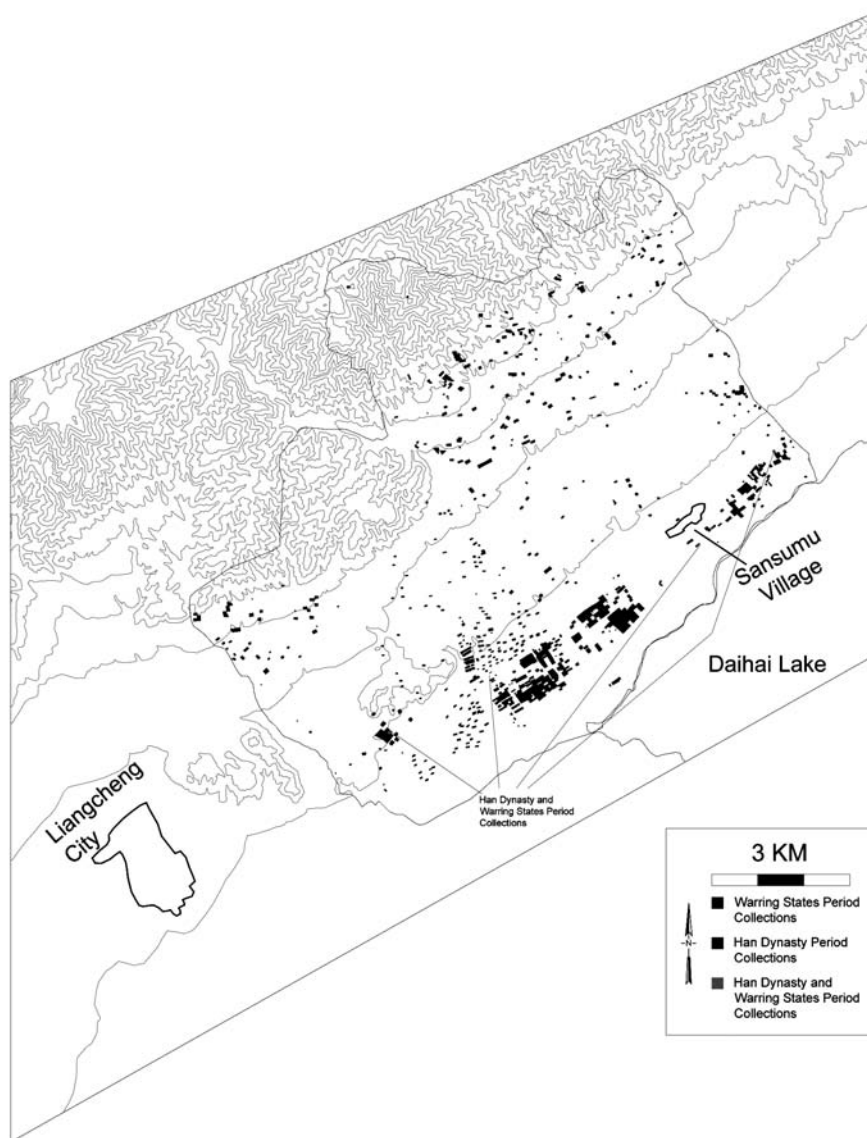 Sansumu
Village
Daihai Lake
Liangcheng
City
Han Dynasty and
Warring States Period
Collections
3 KM
N
Warring States Period
Collections
Han Dynasty Period
Collections
Han Dynasty and
Warring States Period
Collections